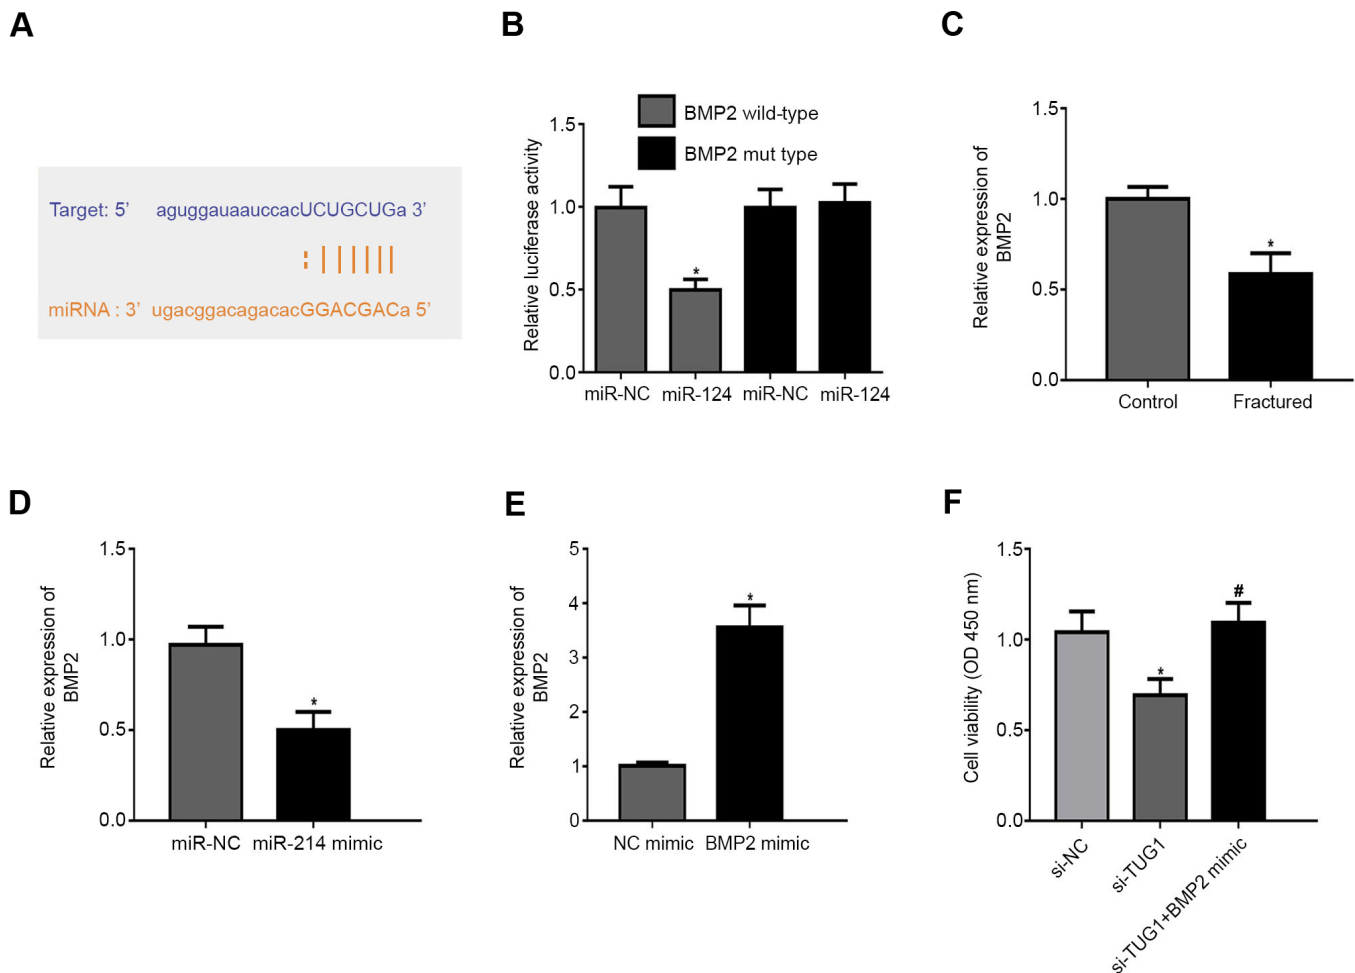 A
Target: 5’ aguggauaauccacUCUGCUGa 3’
miRNA : 3’ ugacggacagacacGGACGACa 5’
B
BMP2 wild-type
BMP2 mut type
Relative luciferase activity
1.5
1.0
0.5
0.0
*
miR-NC miR-124 miR-NC miR-124
C
Relative expression of
BMP2
1.5
1.0
0.5
0.0
*
Control Fractured
D
Relative expression of
BMP2
1.5
1.0
0.5
0.0
*
miR-NC miR-214 mimic
E
Relative expression of
BMP2
5
4
3
2
1
0
*
NC mimic BMP2 mimic
F
Cell viability (OD 450 nm)
1.5
1.0
0.5
0.0
*
#
si-NC
si-TUG1
si-TUG1+BMP2 mimic